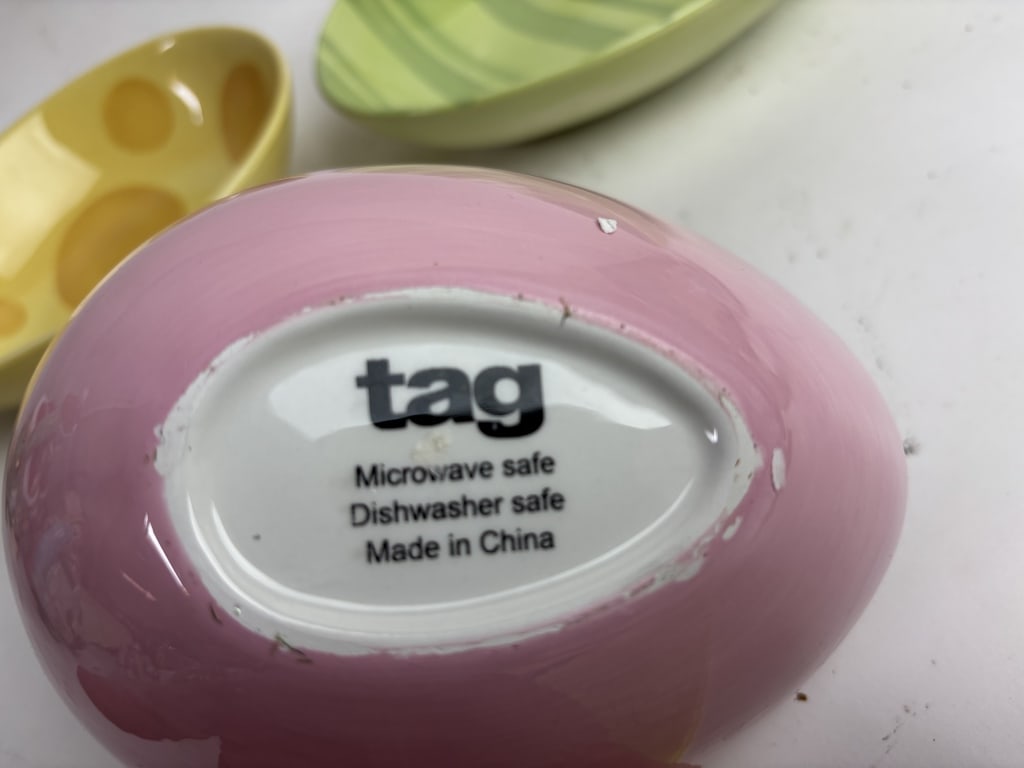 tag
Microwave safe
Dishwasher safe
Made in China